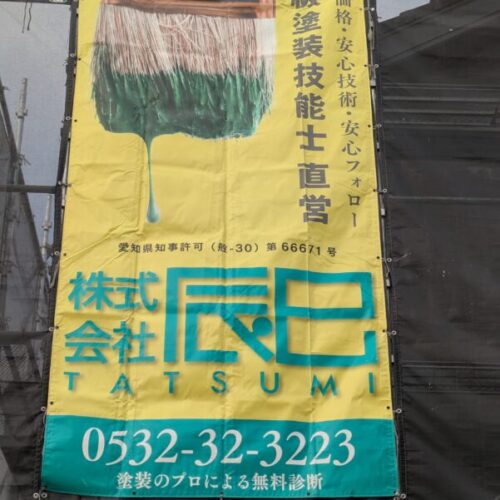 塗装技能士 直営
価格・安心技術・安心フォロー
愛知県知事許可（般-30）第66671号
株式会社 辰巳
TATSUMI
0532-32-3223
塗装のプロによる無料診断